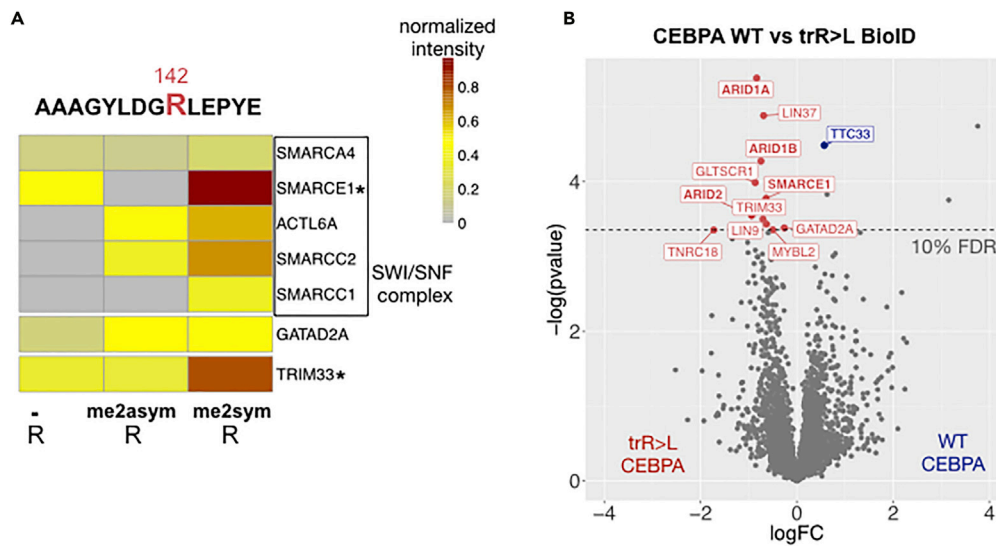 A
normalized
intensity
142
AAAGYLDGRLEPYE
0.8
0.6
0.4
0.2
0
SMARCA4
SMARCE1*
ACTL6A
SMARCC2
SMARCC1
SWI/SNF
complex
GATAD2A
TRIM33*
- me2asym me2sym
R R R
B
CEBPA WT vs trR>L BioID
ARID1A
LIN37
TTC33
ARID1B
GLTSCR1
SMARCE1
ARID2
TRIM33
LIN9
GATAD2A
TNRC18
MYBL2
10% FDR
trR>L
CEBPA
WT
CEBPA
-log(pvalue)
4
2
0
-4 -2 0 2 4
logFC